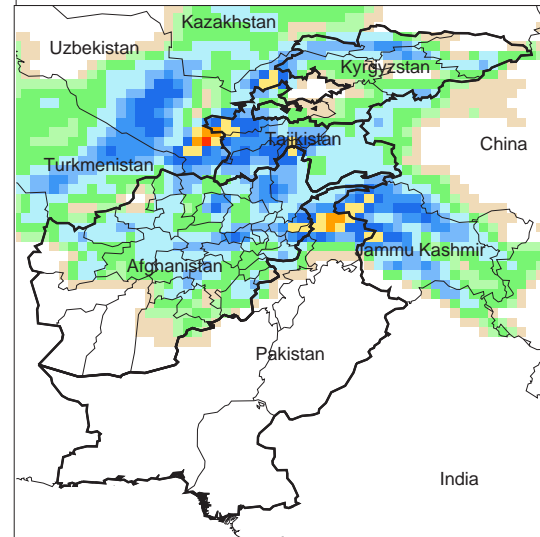 Kazakhstan
Uzbekistan
Kyrgyzstan
Tajikistan
China
Turkmenistan
Jammu Kashmir
Afghanistan
Pakistan
India